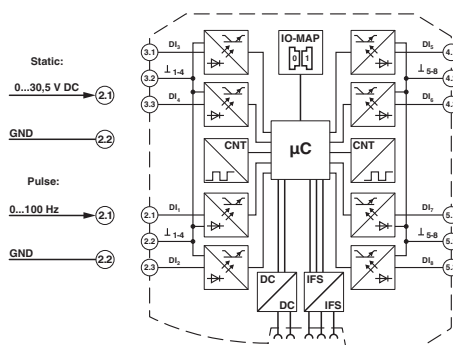 Static:
0...30,5 V DC
2.1
GND
2.2
Pulse:
0...100 Hz
2.1
GND
2.2
3.1
DI3
3.2
⊥ 1-4
3.3
DI4
CNT
2.1
DI1
2.2
⊥ 1-4
2.3
DI2
IO-MAP
0 1
µC
DC
DC
IFS
IFS
DI5
⊥ 5-8
DI6
CNT
DI7
⊥ 5-8
DI8